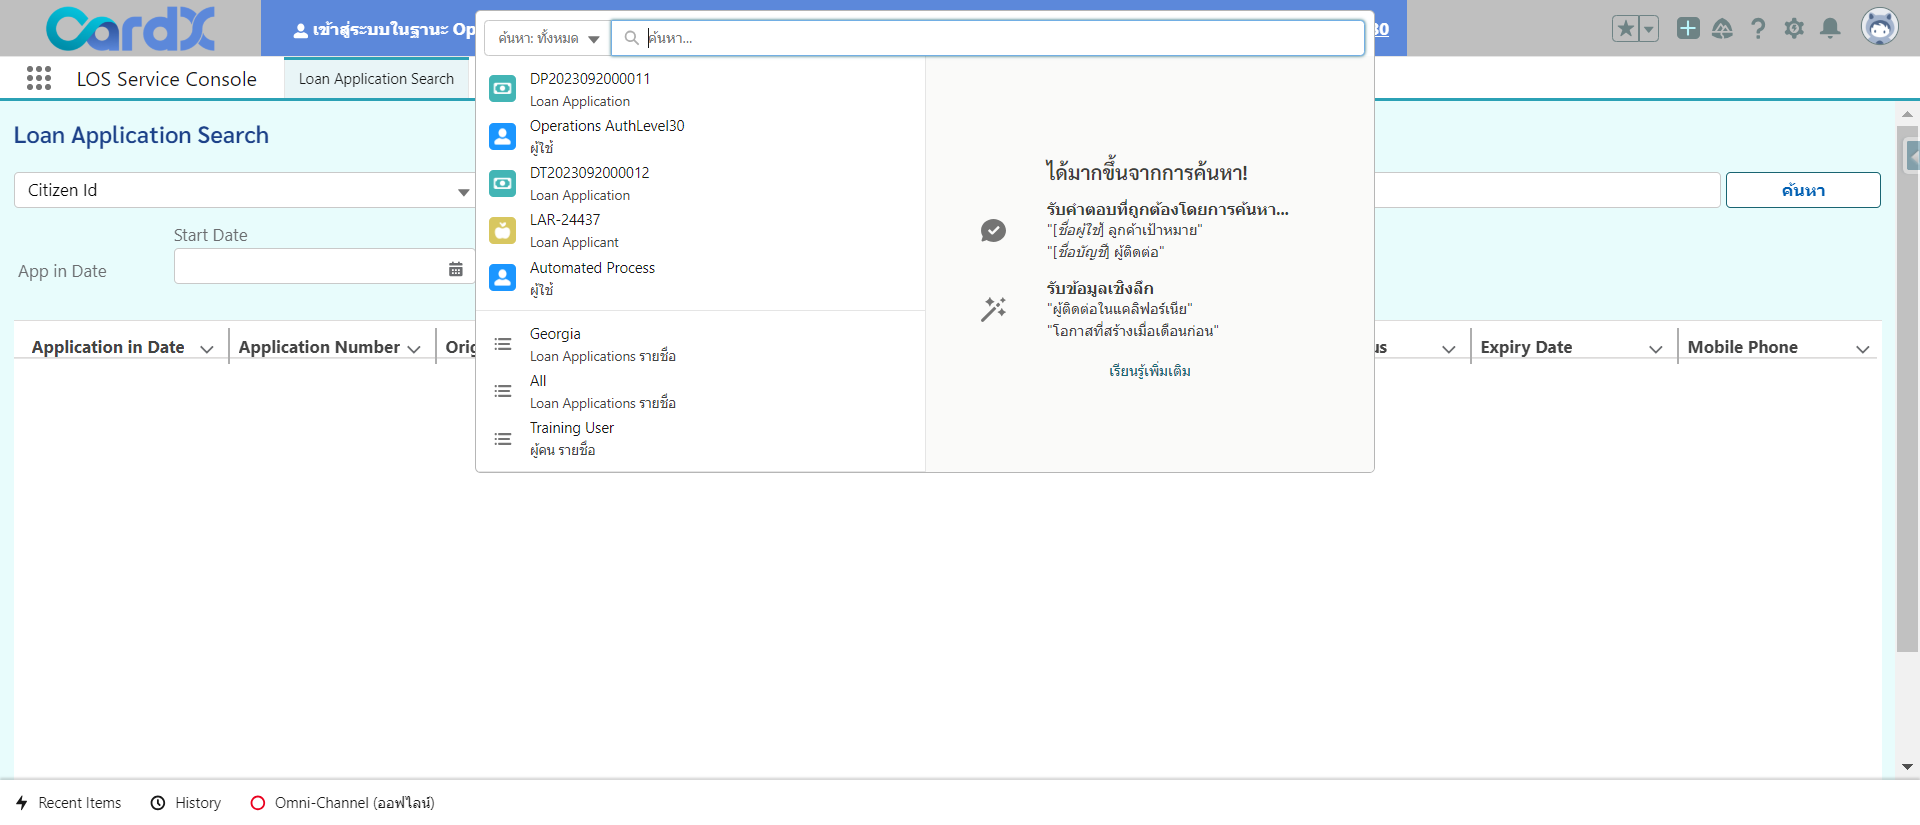 CardX
เข้าสู่ระบบในฐานะ Op
ค้นหา: ทั้งหมด
ค้นหา...
30
LOS Service Console
Loan Application Search
DP2023092000011
Loan Application
Operations AuthLevel30
ผู้ใช้
DT2023092000012
Loan Application
LAR-24437
Loan Applicant
Automated Process
ผู้ใช้
Georgia
Loan Applications รายชื่อ
All
Loan Applications รายชื่อ
Training User
ผู้คน รายชื่อ
ได้มากขึ้นจากการค้นหา!
รับคำตอบที่ถูกต้องโดยการค้นหา...
"[ชื่อผู้ใช้] ลูกค้าเป้าหมาย"
"[ชื่อบัญชี] ผู้ติดต่อ"
รับข้อมูลเชิงลึก
"ผู้ติดต่อในแคลิฟอร์เนีย"
"โอกาสที่สร้างเมื่อเดือนก่อน"
เรียนรู้เพิ่มเติม
Loan Application Search
Citizen Id
ค้นหา
Start Date
App in Date
Application in Date
Application Number
Orig
us
Expiry Date
Mobile Phone
Recent Items
History
Omni-Channel (ออฟไลน์)